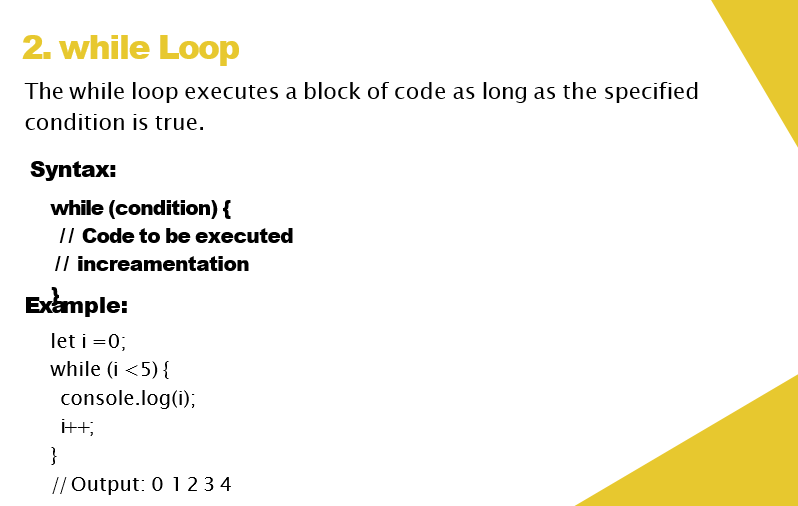 2. while Loop
The while loop executes a block of code as long as the specified
condition is true.
Syntax:
while (condition) {
// Code to be executed
// increamentation
}
Example:
let i =0;
while (i <5) {
console.log(i);
i++;
}
// Output: 0 1 2 3 4